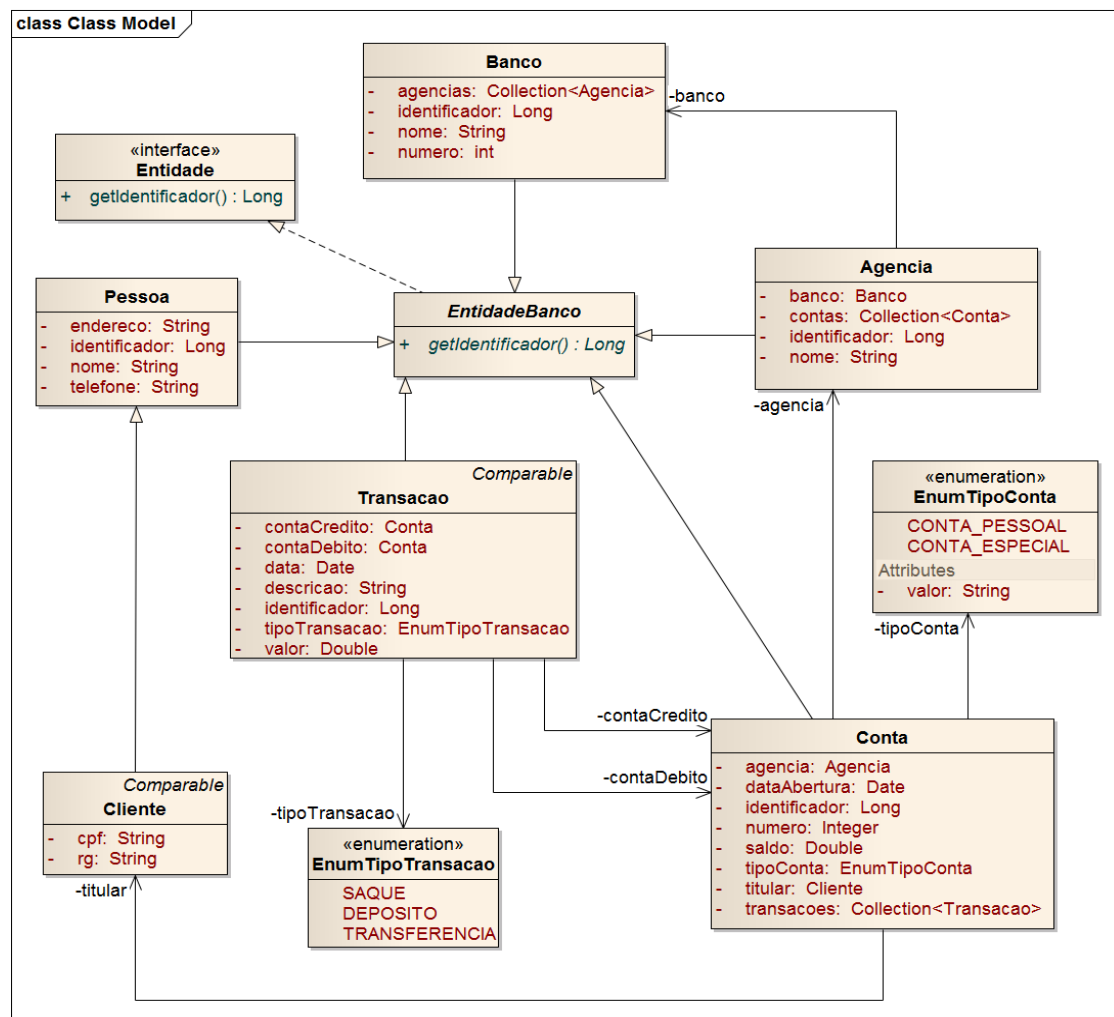 class Class Model
Banco
- agencias: Collection<Agencia>
- identificador: Long
- nome: String
- numero: int
-banco
«interface»
Entidade
+ getIdentificador() : Long
Pessoa
- endereco: String
- identificador: Long
- nome: String
- telefone: String
EntidadeBanco
+ getIdentificador() : Long
Agencia
- banco: Banco
- contas: Collection<Conta>
- identificador: Long
- nome: String
-agencia
Comparable
Transacao
- contaCredito: Conta
- contaDebito: Conta
- data: Date
- descricao: String
- identificador: Long
- tipoTransacao: EnumTipoTransacao
- valor: Double
«enumeration»
EnumTipoConta
CONTA_PESSOAL
CONTA_ESPECIAL
Attributes
- valor: String
-tipoConta
-contaCredito
-contaDebito
Conta
- agencia: Agencia
- dataAbertura: Date
- identificador: Long
- numero: Integer
- saldo: Double
- tipoConta: EnumTipoConta
- titular: Cliente
- transacoes: Collection<Transacao>
Comparable
Cliente
- cpf: String
- rg: String
-titular
-tipoTransacao
«enumeration»
EnumTipoTransacao
SAQUE
DEPOSITO
TRANSFERENCIA